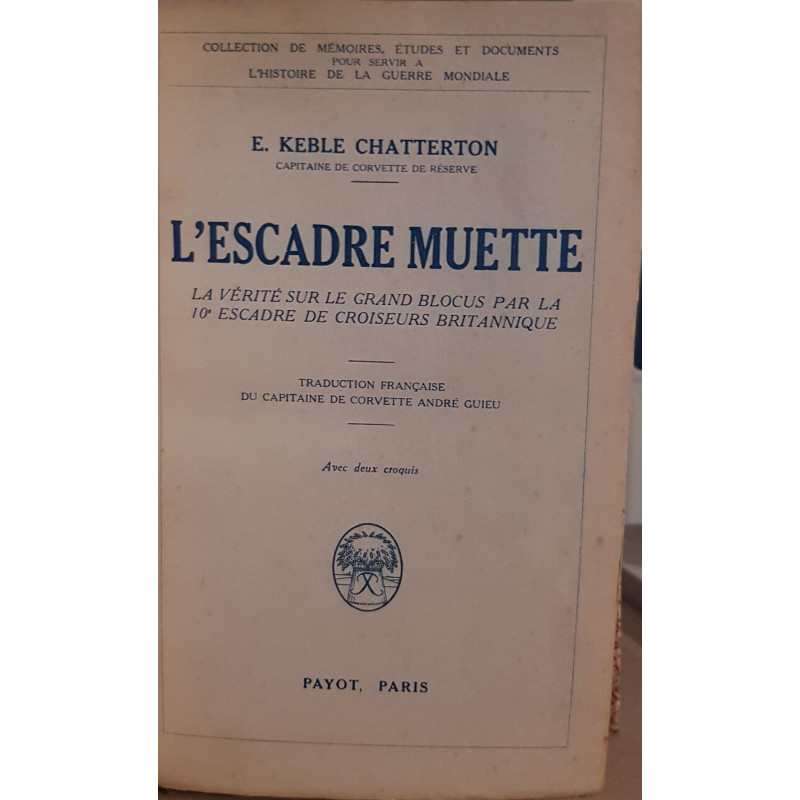 COLLECTION DE MÉMOIRES, ÉTUDES ET DOCUMENTS
POUR SERVIR A
L'HISTOIRE DE LA GUERRE MONDIALE
E. KEBLE CHATTERTON
CAPITAINE DE CORVETTE DE RÉSERVE
L'ESCADRE MUETTE
LA VÉRITÉ SUR LE GRAND BLOCUS PAR LA
10e ESCADRE DE CROISEURS BRITANNIQUE
TRADUCTION FRANÇAISE
DU CAPITAINE DE CORVETTE ANDRÉ GUIEU
Avec deux croquis
PAYOT, PARIS